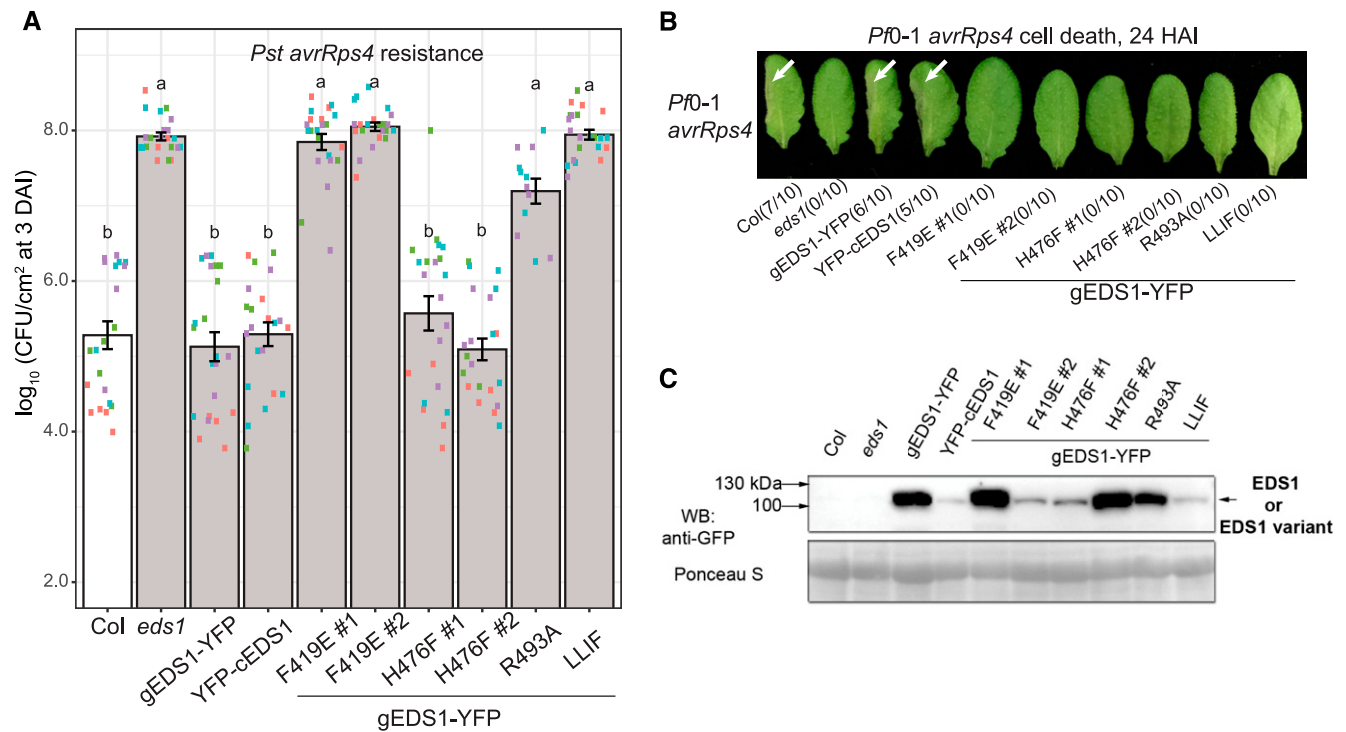 A
Pst avrRps4 resistance
log10 (CFU/cm2 at 3 DAI)
8.0
6.0
4.0
2.0
b
a
b
b
a
a
b
b
a
a
Col
eds1
gEDS1-YFP
YFP-cEDS1
F419E #1
F419E #2
H476F #1
H476F #2
R493A
LLIF
gEDS1-YFP
B
Pf0-1 avrRps4 cell death, 24 HAI
Pf0-1
avrRps4
Col(7/10)
eds1(0/10)
gEDS1-YFP(6/10)
YFP-cEDS1(5/10)
F419E #1(0/10)
F419E #2(0/10)
H476F #1(0/10)
H476F #2(0/10)
R493A(0/10)
LLIF(0/10)
gEDS1-YFP
C
Col
eds1
gEDS1-YFP
YFP-cEDS1
F419E #1
F419E #2
H476F #1
H476F #2
R493A
LLIF
gEDS1-YFP
130 kDa
100
WB:
anti-GFP
EDS1
or
EDS1 variant
Ponceau S